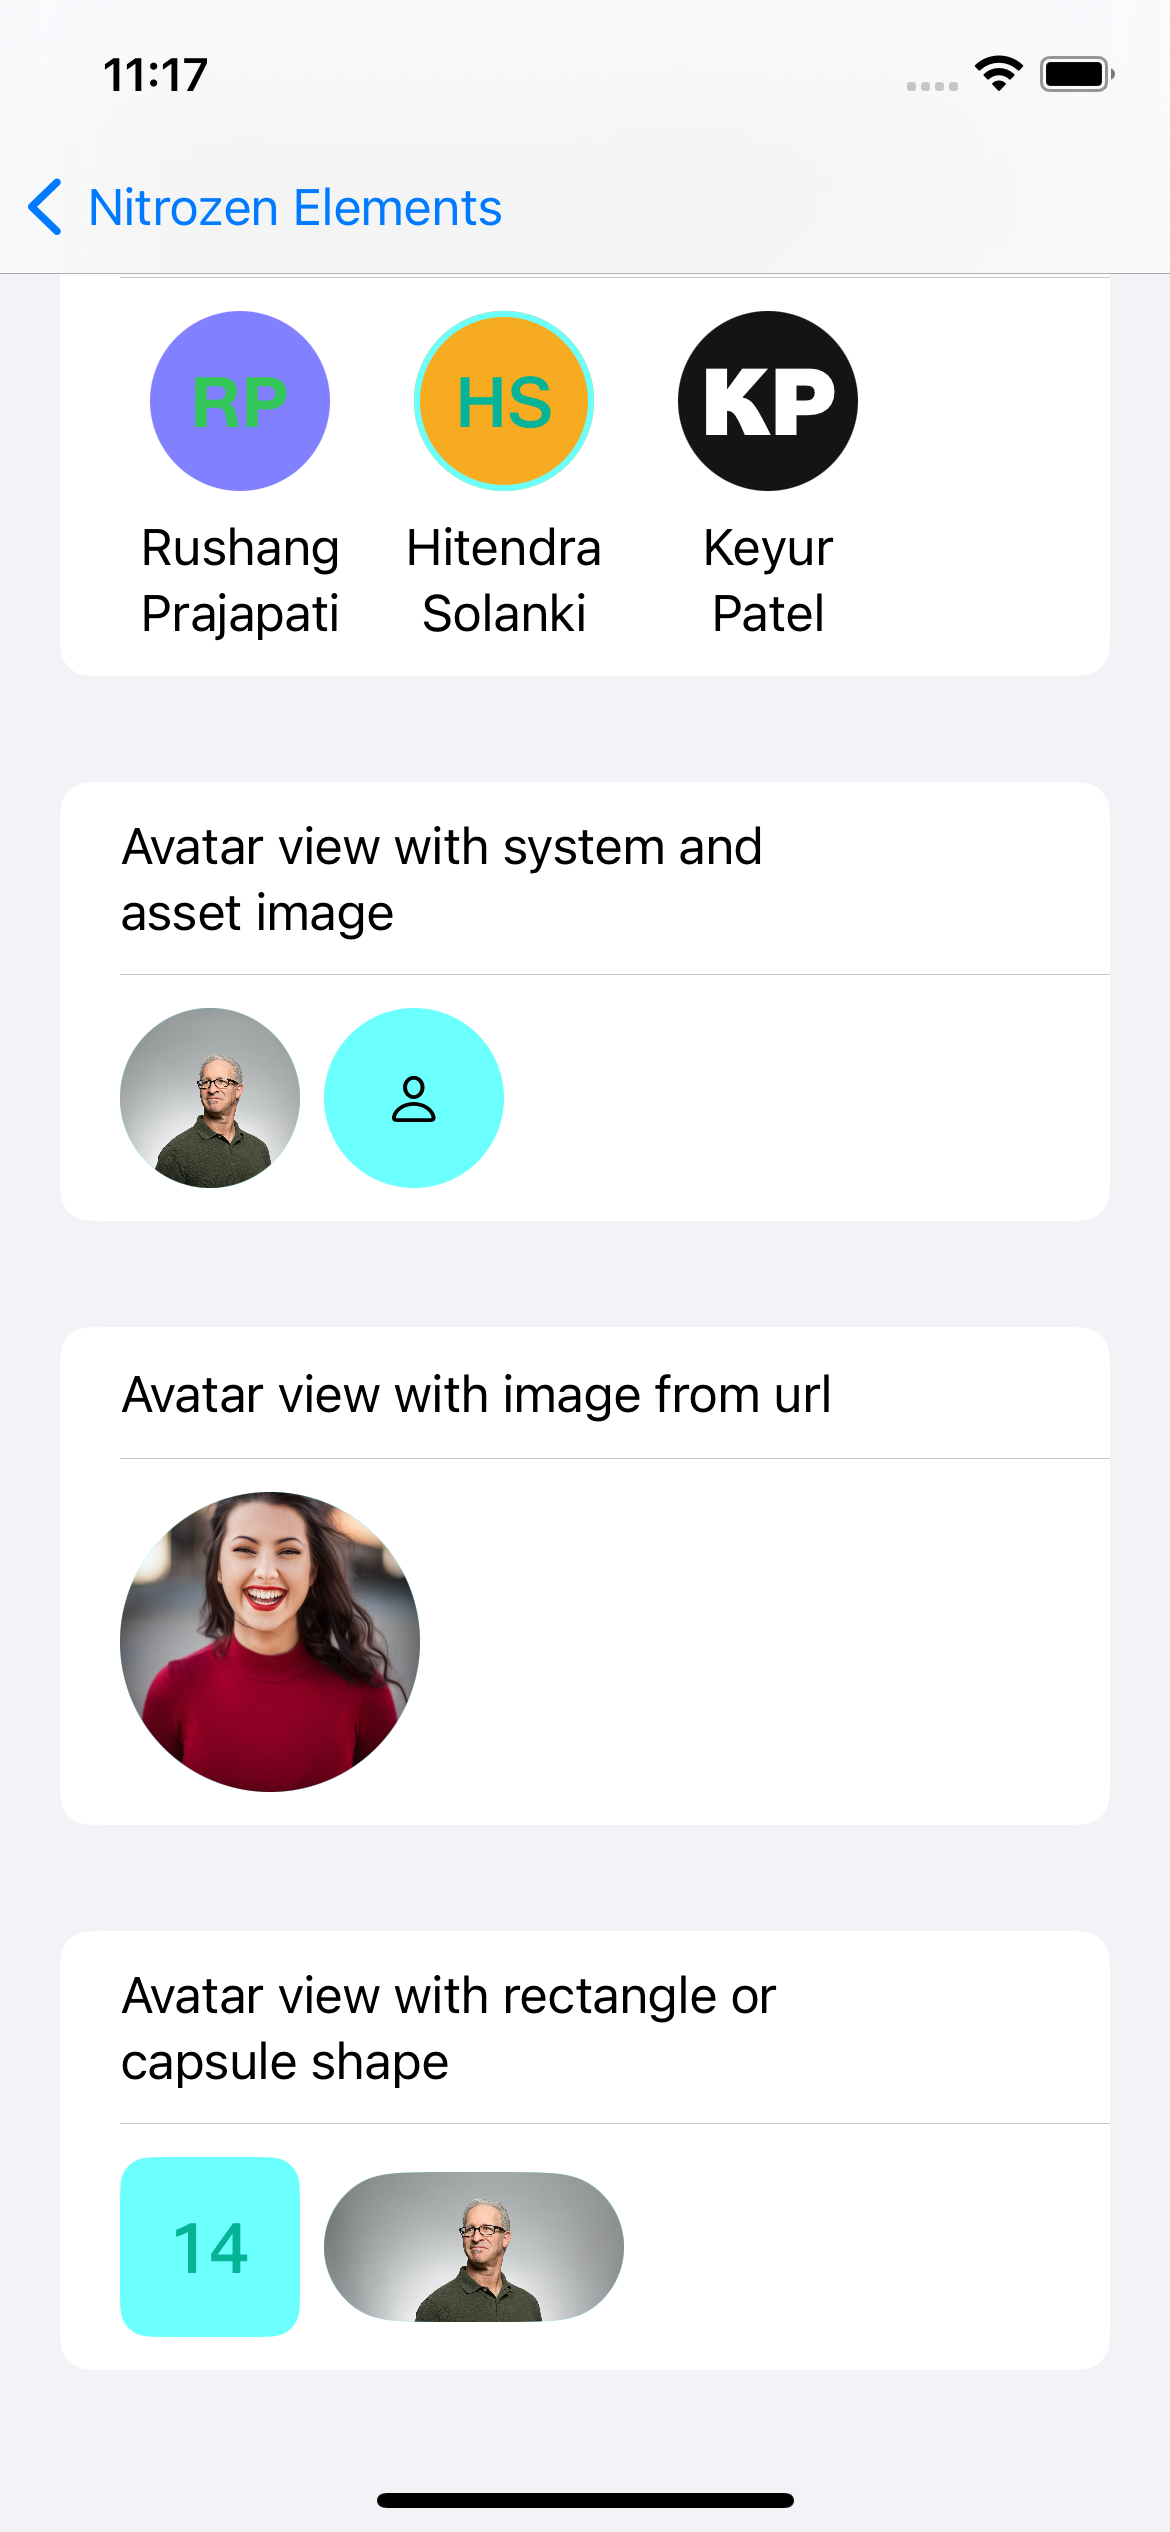 11:17
Nitrozen Elements
RP HS KP
Rushang Hitendra Keyur
Prajapati Solanki Patel
Avatar view with system and
asset image
Avatar view with image from url
Avatar view with rectangle or
capsule shape
14